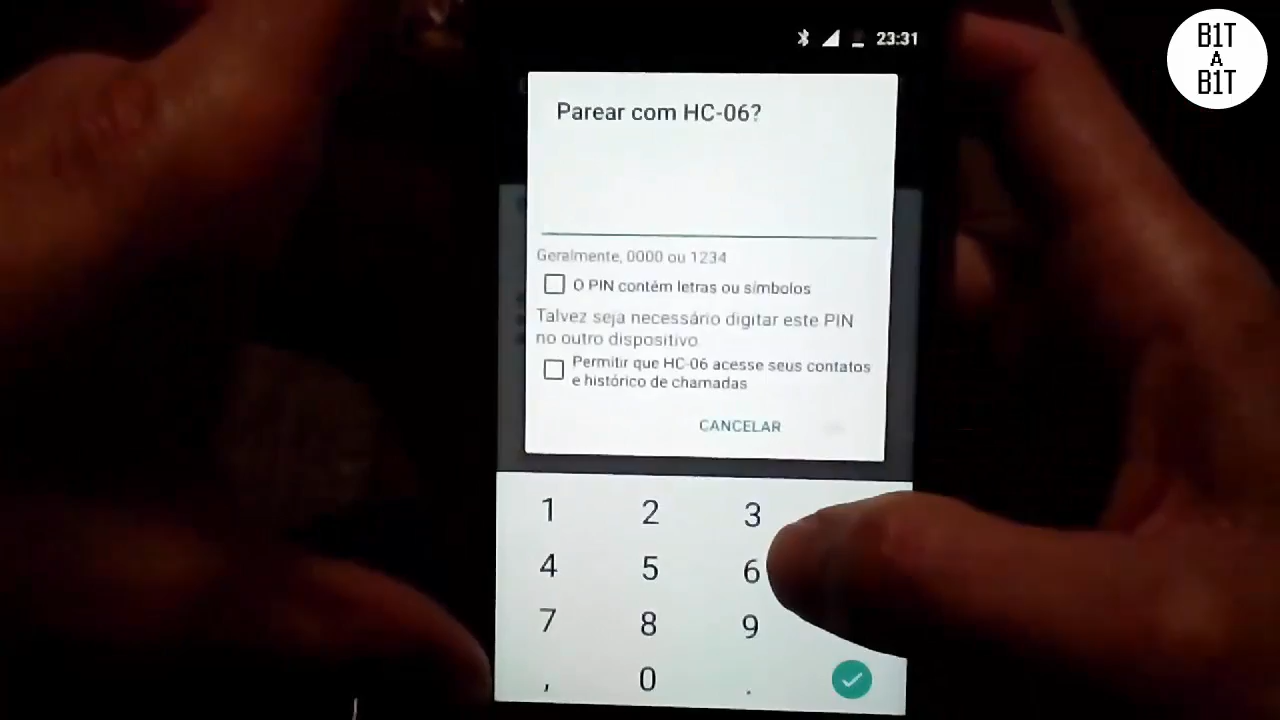 23:31
B1T
A
B1T
Parear com HC-06?
Geralmente, 0000 ou 1234
O PIN contém letras ou símbolos
Talvez seja necessário digitar este PIN
no outro dispositivo
Permitir que HC-06 acesse seus contatos
e histórico de chamadas
CANCELAR
1 2 3
4 5 6
7 8 9
, 0 .